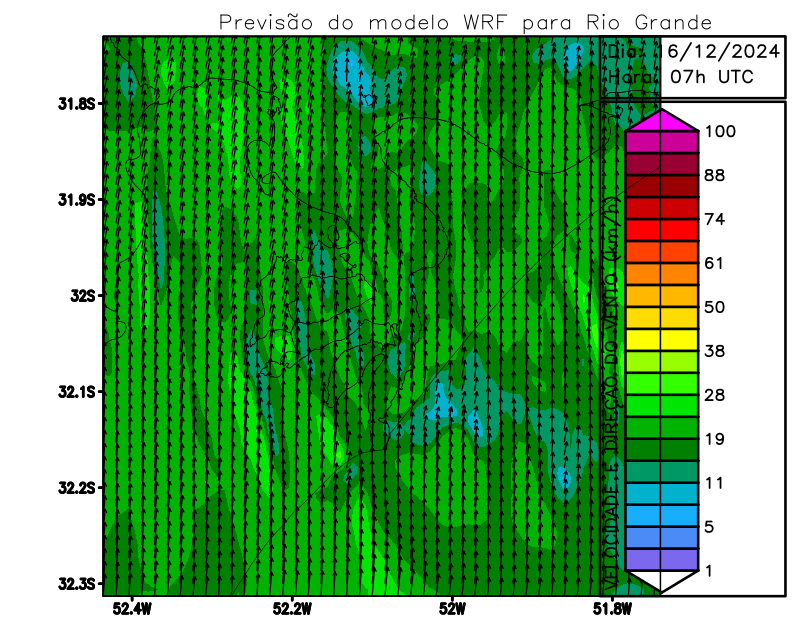 Previsão do modelo WRF para Rio Grande
Dia: 16/12/2024
Hora: 07h UTC
31.8S
31.9S
32S
32.1S
32.2S
32.3S
52.4W
52.2W
52W
51.8W
VELOCIDADE E DIREÇÃO DO VENTO (km/h)
100
88
74
61
50
38
28
19
11
5
1